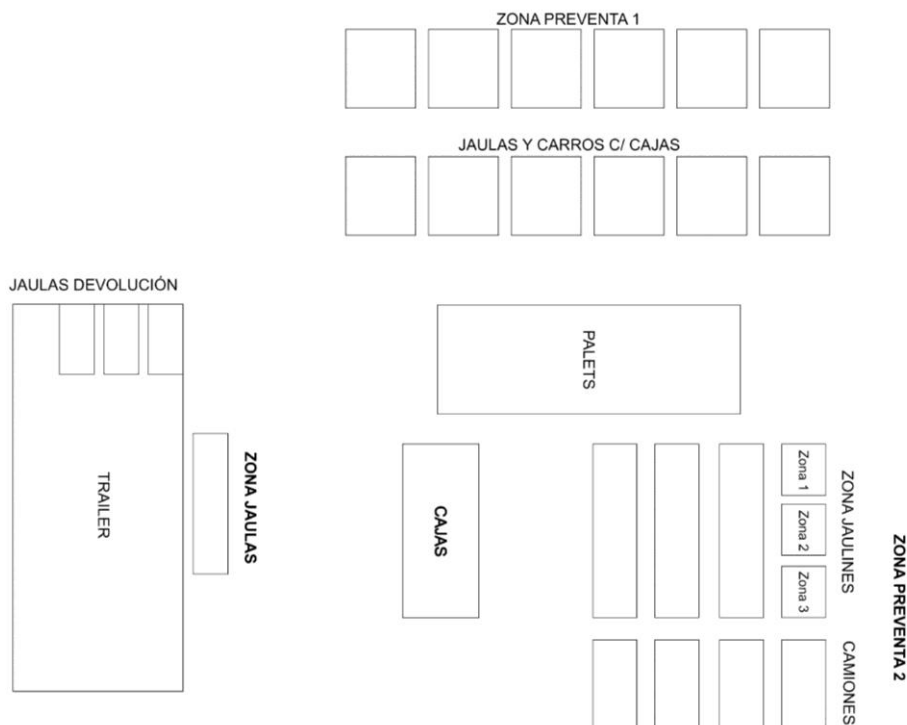 ZONA PREVENTA 1
JAULAS Y CARROS C/ CAJAS
JAULAS DEVOLUCIÓN
TRAILER
ZONA JAULAS
PALETS
CAJAS
Zona 1
Zona 2
Zona 3
ZONA JAULINES
CAMIONES
ZONA PREVENTA 2